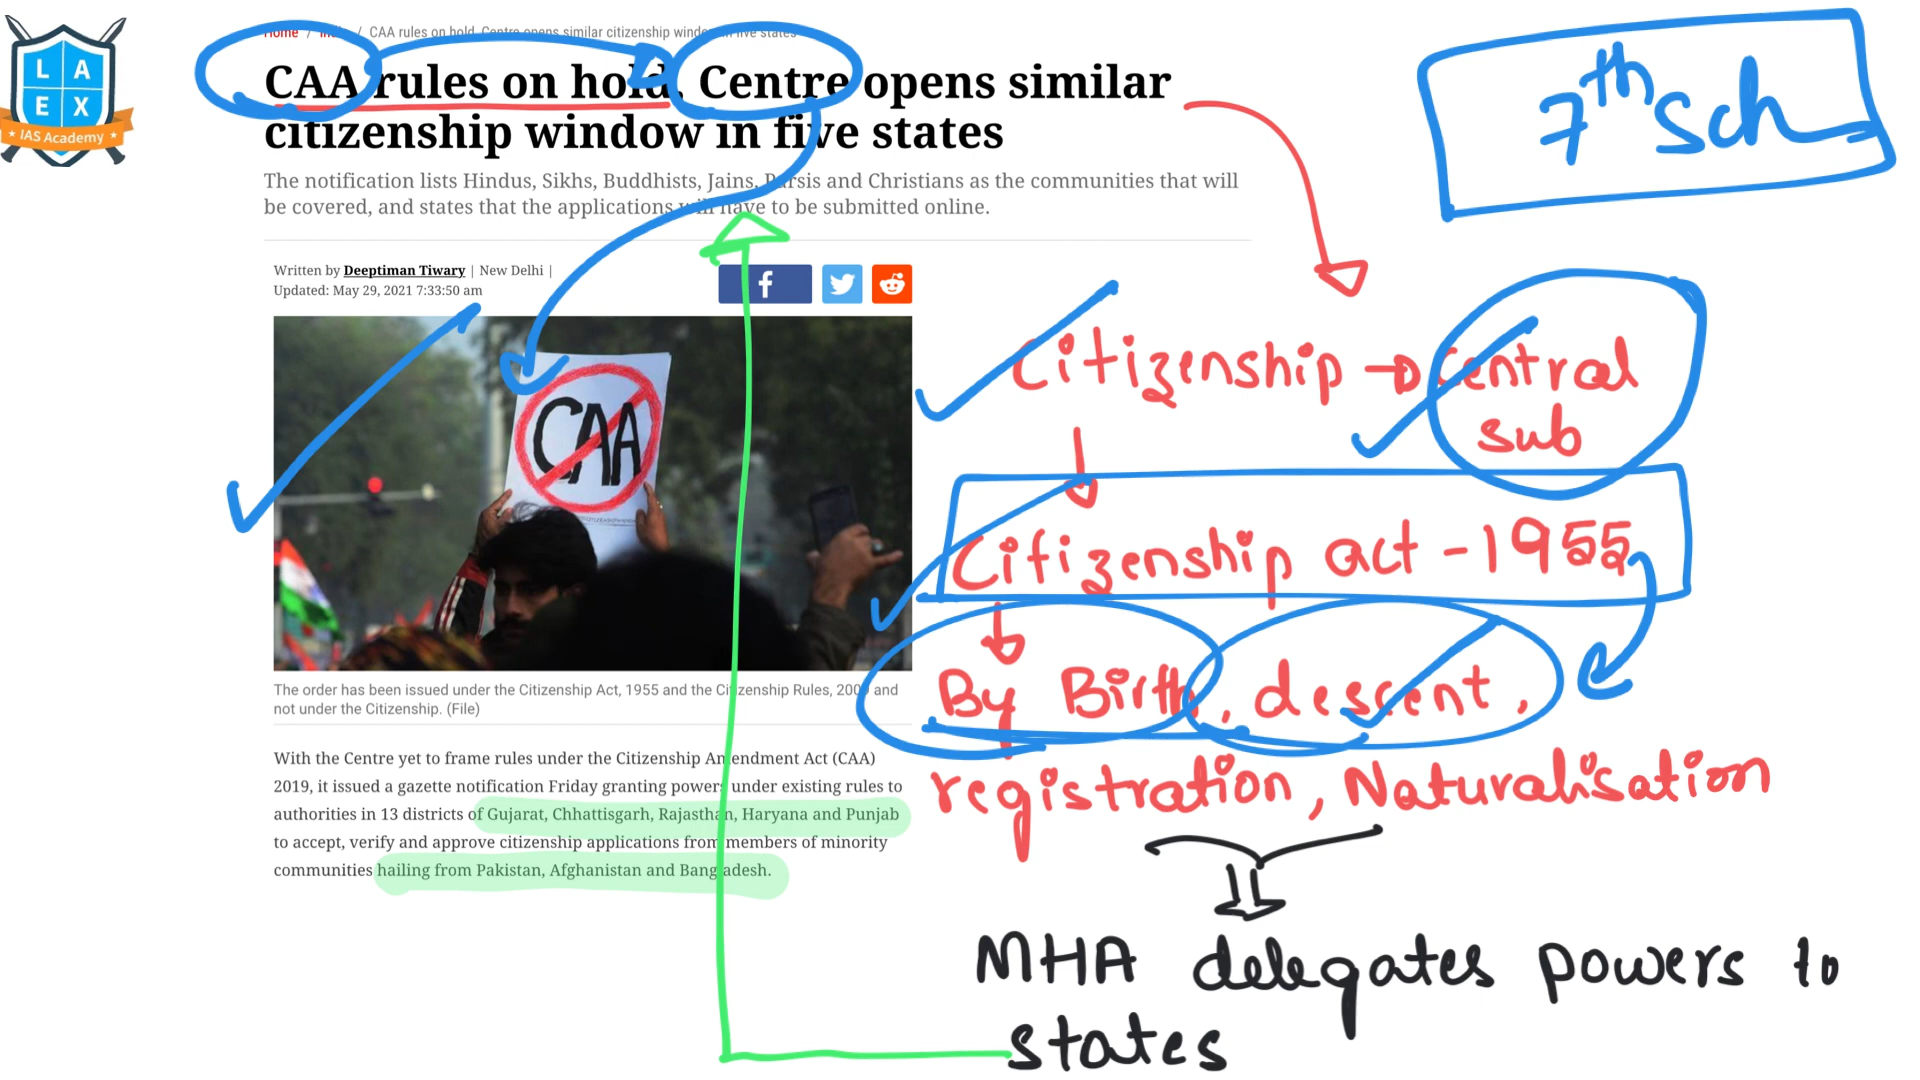 L A
E X
IAS Academy
Home / India / CAA rules on hold, Centre opens similar citizenship window in five states
CAA rules on hold, Centre opens similar
citizenship window in five states
The notification lists Hindus, Sikhs, Buddhists, Jains, Parsis and Christians as the communities that will
be covered, and states that the applications will have to be submitted online.
Written by Deeptiman Tiwary | New Delhi |
Updated: May 29, 2021 7:33:50 am
f
CAA
The order has been issued under the Citizenship Act, 1955 and the Citizenship Rules, 2009 and
not under the Citizenship. (File)
With the Centre yet to frame rules under the Citizenship Amendment Act (CAA)
2019, it issued a gazette notification Friday granting powers under existing rules to
authorities in 13 districts of Gujarat, Chhattisgarh, Rajasthan, Haryana and Punjab
to accept, verify and approve citizenship applications from members of minority
communities hailing from Pakistan, Afghanistan and Bangladesh.
7th Sch
Citizenship → Central
sub
Citizenship act - 1955
By Birth, descent,
registration, Naturalisation
MHA delegates powers to
states